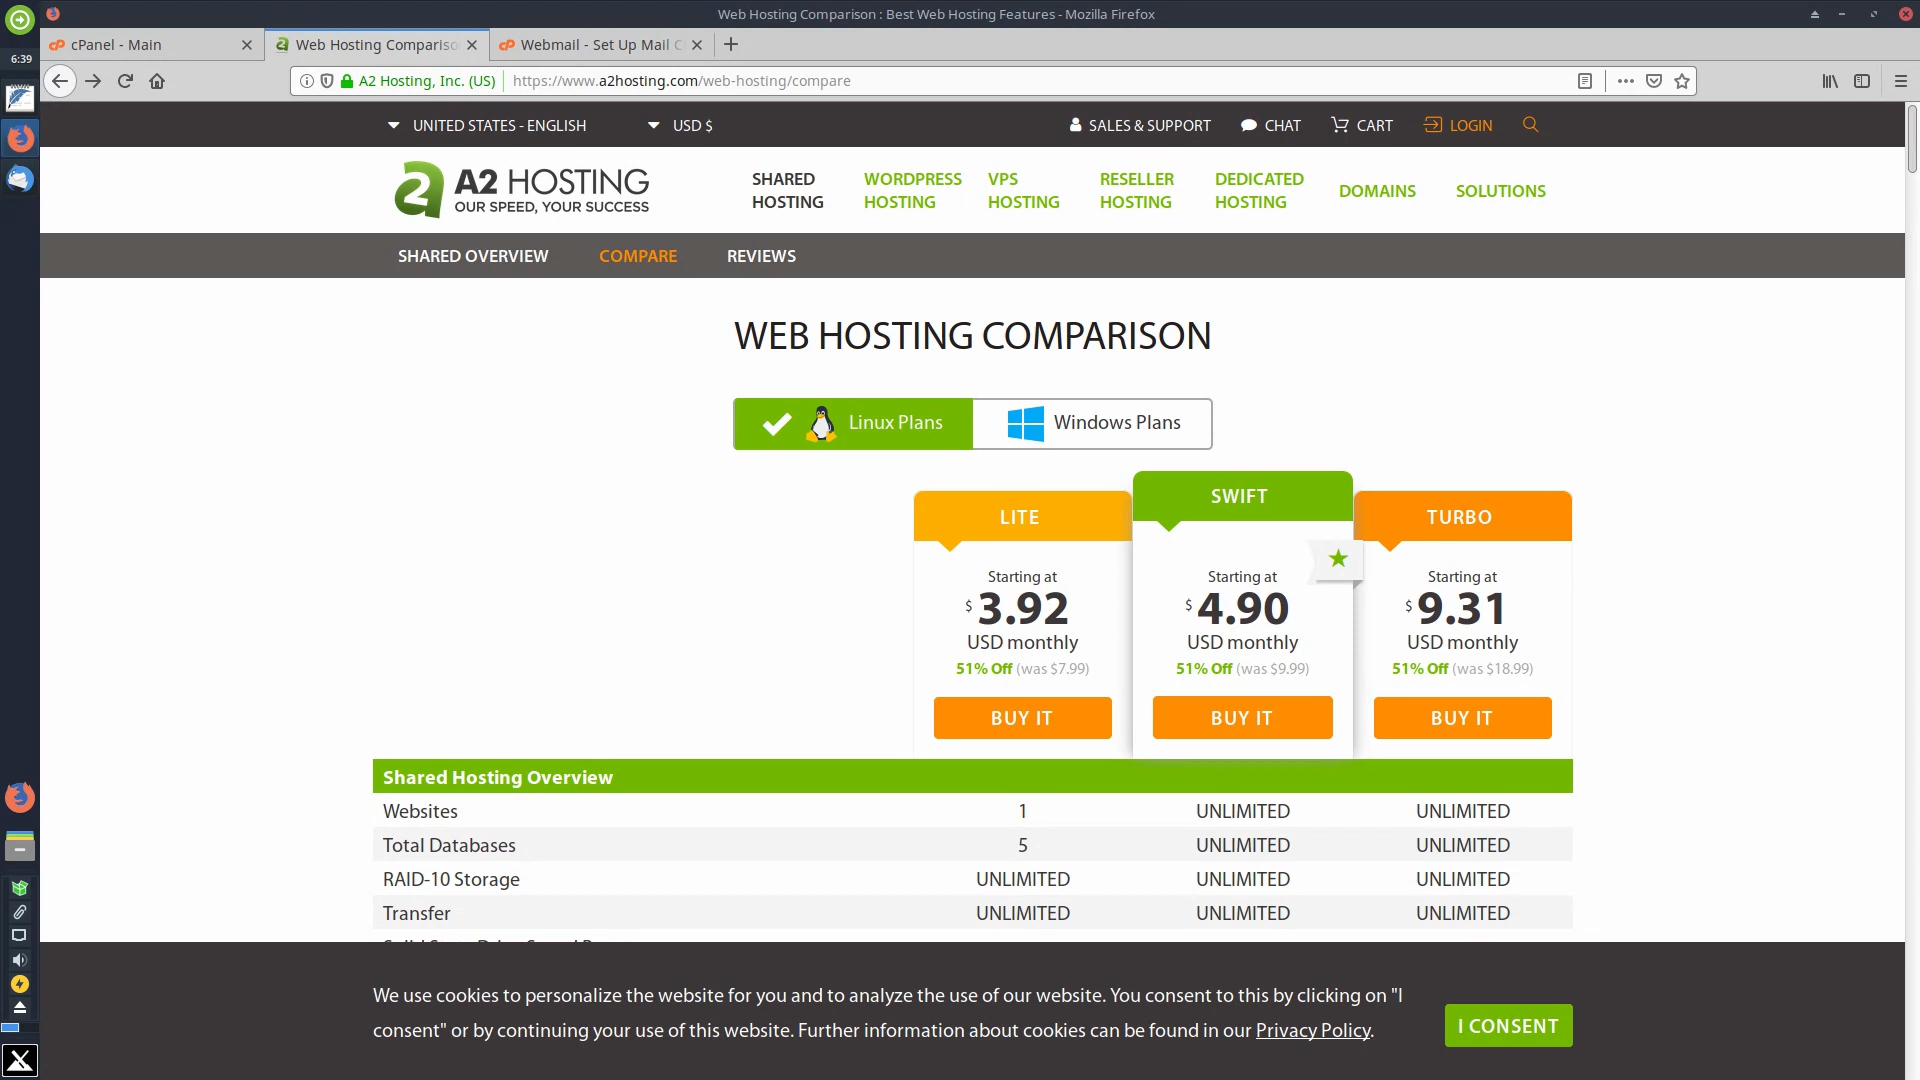 Web Hosting Comparison : Best Web Hosting Features - Mozilla Firefox
6:39
cPanel - Main
Web Hosting Compariso
Webmail - Set Up Mail C
A2 Hosting, Inc. (US)
https://www.a2hosting.com/web-hosting/compare
UNITED STATES - ENGLISH
USD $
SALES & SUPPORT
CHAT
CART
LOGIN
A2 HOSTING
OUR SPEED, YOUR SUCCESS
SHARED
HOSTING
WORDPRESS
HOSTING
VPS
HOSTING
RESELLER
HOSTING
DEDICATED
HOSTING
DOMAINS
SOLUTIONS
SHARED OVERVIEW
COMPARE
REVIEWS
WEB HOSTING COMPARISON
Linux Plans
Windows Plans
LITE
Starting at
$ 3.92
USD monthly
51% Off (was $7.99)
BUY IT
SWIFT
Starting at
$ 4.90
USD monthly
51% Off (was $9.99)
BUY IT
TURBO
Starting at
$ 9.31
USD monthly
51% Off (was $18.99)
BUY IT
Shared Hosting Overview
Websites 1 UNLIMITED UNLIMITED
Total Databases 5 UNLIMITED UNLIMITED
RAID-10 Storage UNLIMITED UNLIMITED UNLIMITED
Transfer UNLIMITED UNLIMITED UNLIMITED
We use cookies to personalize the website for you and to analyze the use of our website. You consent to this by clicking on "I
consent" or by continuing your use of this website. Further information about cookies can be found in our Privacy Policy.
I CONSENT